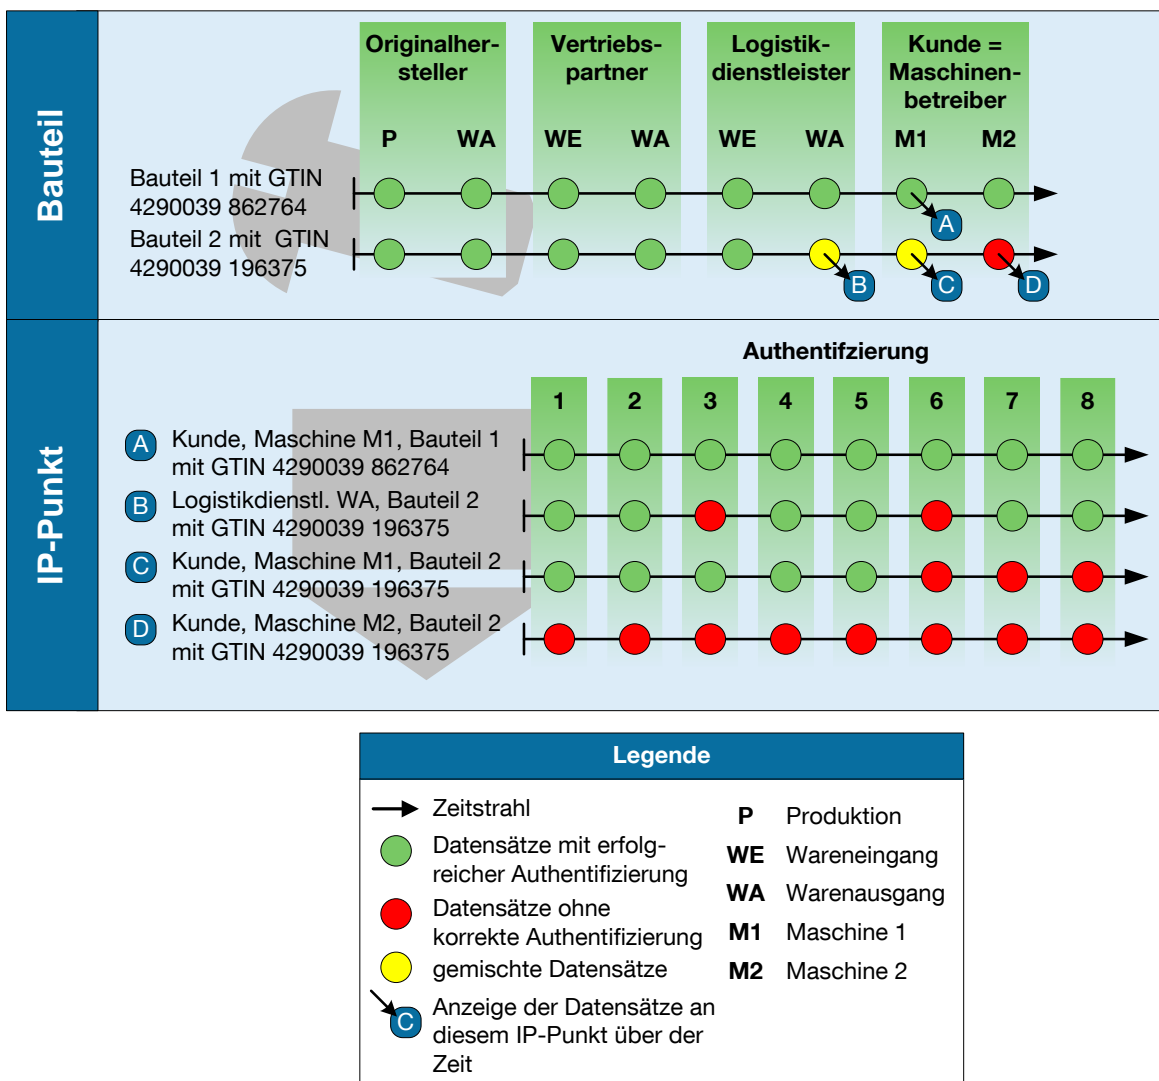 Originalher-
steller
Vertriebs-
partner
Logistik-
dienstleister
Kunde =
Maschinen-
betreiber
P WA WE WA WE WA M1 M2
Bauteil
Bauteil 1 mit GTIN
4290039 862764
A
Bauteil 2 mit GTIN
4290039 196375
B C D
IP-Punkt
Authentifzierung
1 2 3 4 5 6 7 8
A Kunde, Maschine M1, Bauteil 1
mit GTIN 4290039 862764
B Logistikdienstl. WA, Bauteil 2
mit GTIN 4290039 196375
C Kunde, Maschine M1, Bauteil 2
mit GTIN 4290039 196375
D Kunde, Maschine M2, Bauteil 2
mit GTIN 4290039 196375
Legende
Zeitstrahl
Datensätze mit erfolg-
reicher Authentifizierung
Datensätze ohne
korrekte Authentifizierung
gemischte Datensätze
C Anzeige der Datensätze an
diesem IP-Punkt über der
Zeit
P Produktion
WE Wareneingang
WA Warenausgang
M1 Maschine 1
M2 Maschine 2